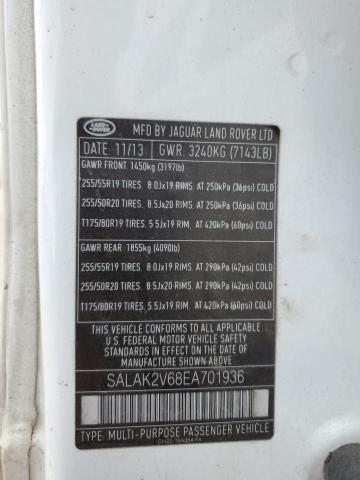 LAND
ROVER
MFD BY JAGUAR LAND ROVER LTD
DATE: 11/13 GWR: 3240KG (7143LB)
GAWR FRONT 1450kg (3197lb)
255/55R19 TIRES, 8.0Jx19 RIMS, AT 250kPa (36psi) COLD
255/50R20 TIRES, 8.5Jx20 RIMS, AT 250kPa (36psi) COLD
T175/80R19 TIRES, 5.5Jx19 RIMS, AT 420kPa (60psi) COLD
GAWR REAR 1855kg (4090lb)
255/55R19 TIRES, 8.0Jx19 RIMS, AT 290kPa (42psi) COLD
255/50R20 TIRES, 8.5Jx20 RIMS, AT 290kPa (42psi) COLD
T175/80R19 TIRES, 5.5Jx19 RIMS, AT 420kPa (60psi) COLD
THIS VEHICLE CONFORMS TO ALL APPLICABLE
U.S. FEDERAL MOTOR VEHICLE SAFETY
STANDARDS IN EFFECT ON THE DATE OF
MANUFACTURE SHOWN ABOVE
SALAK2V68EA701936
TYPE: MULTI-PURPOSE PASSENGER VEHICLE